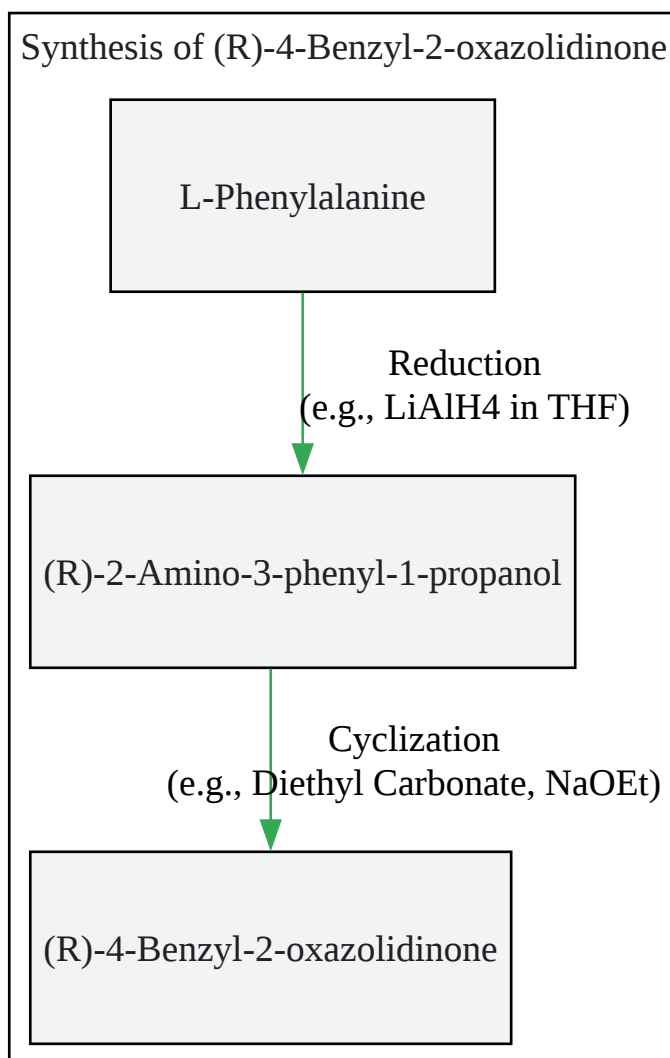 Synthesis of (R)-4-Benzyl-2-oxazolidinone
L-Phenylalanine
Reduction
(e.g., LiAlH4 in THF)
(R)-2-Amino-3-phenyl-1-propanol
Cyclization
(e.g., Diethyl Carbonate, NaOEt)
(R)-4-Benzyl-2-oxazolidinone